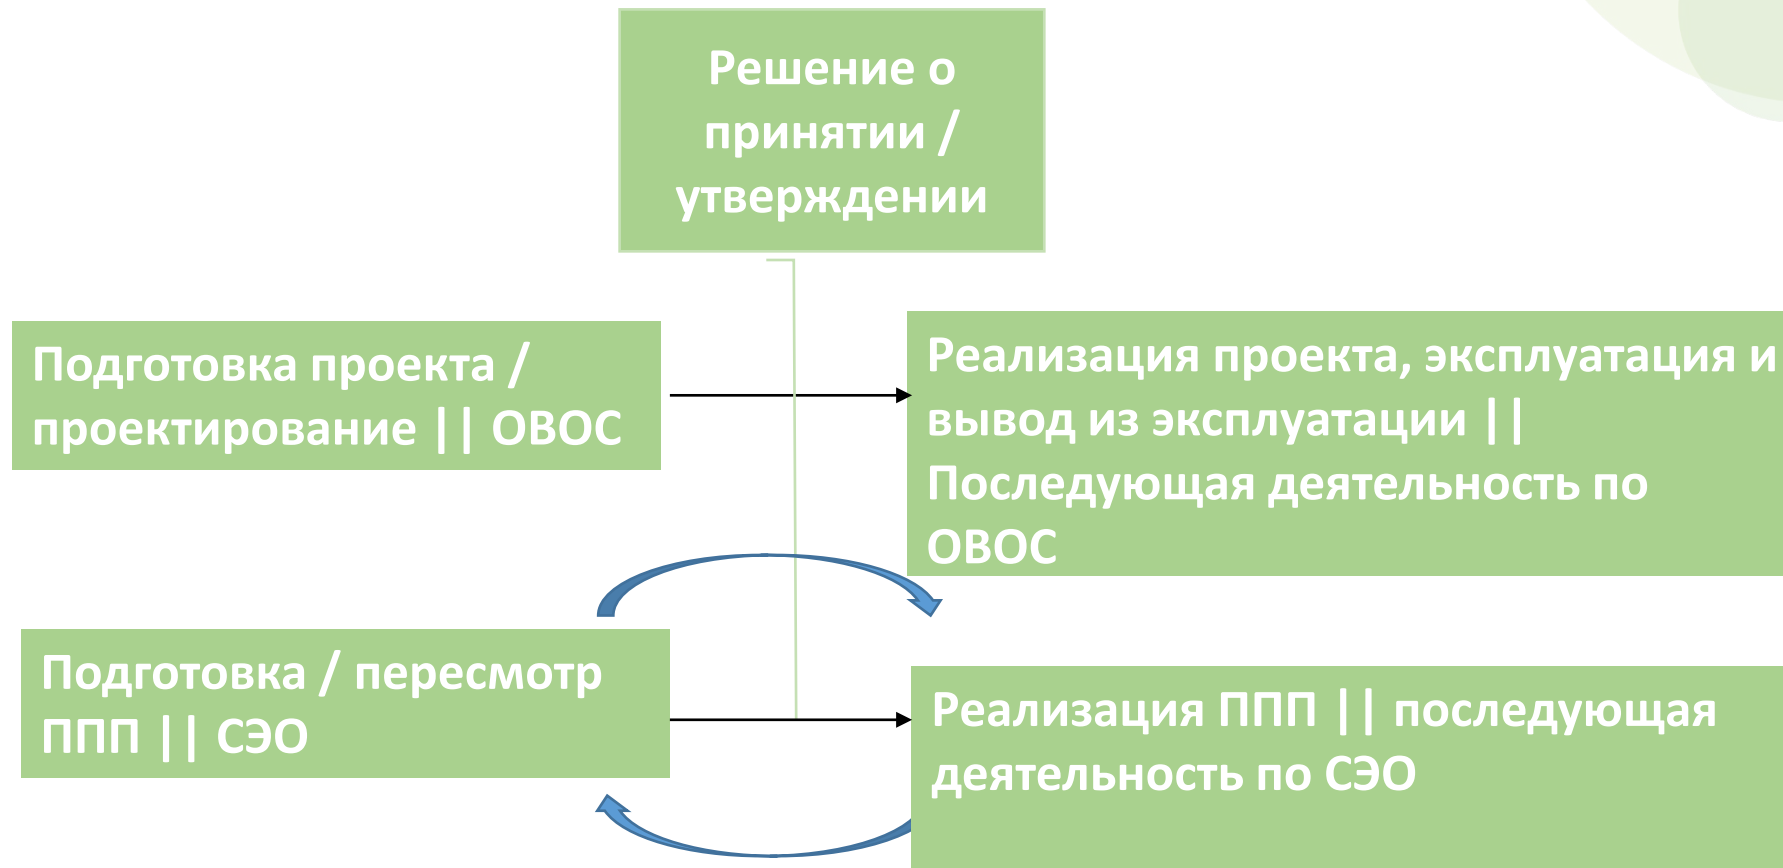 Решение о
принятии /
утверждении
Подготовка проекта /
проектирование || ОВОС
Реализация проекта, эксплуатация и
вывод из эксплуатации ||
Последующая деятельность по
ОВОС
Подготовка / пересмотр
ППП || СЭО
Реализация ППП || последующая
деятельность по СЭО